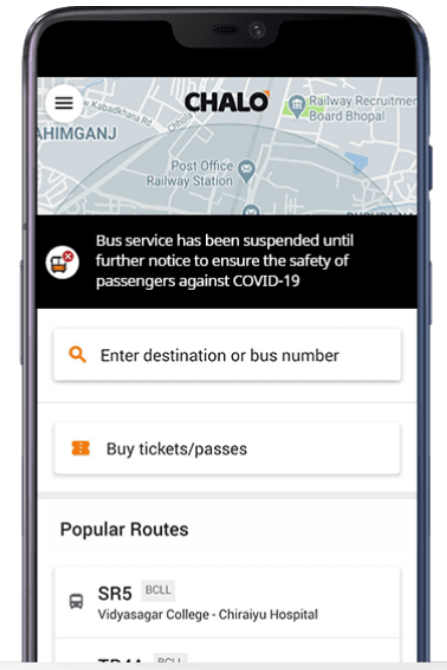 CHALO
Kabadkhana Rd
Chhola
Railway Recruitmen
Board Bhopal
AHIMGANJ
Post Office
Railway Station
Bus service has been suspended until
further notice to ensure the safety of
passengers against COVID-19
Enter destination or bus number
Buy tickets/passes
Popular Routes
SR5 BCLL
Vidyasagar College - Chiraiyu Hospital
BCLL